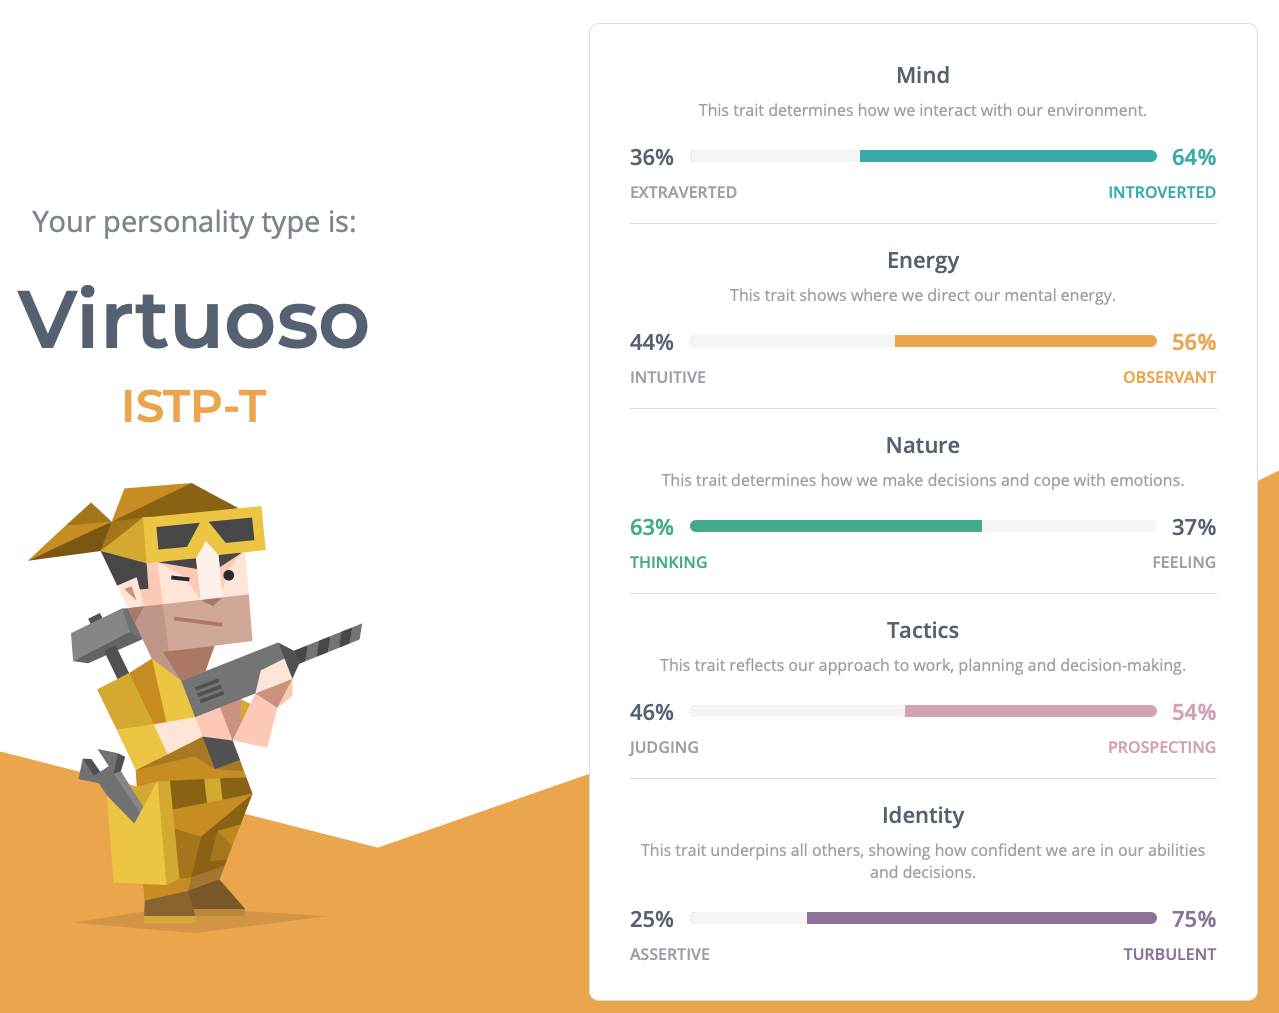 Your personality type is:
Virtuoso
ISTP-T
Mind
This trait determines how we interact with our environment.
36% 64%
EXTRAVERTED INTROVERTED
Energy
This trait shows where we direct our mental energy.
44% 56%
INTUITIVE OBSERVANT
Nature
This trait determines how we make decisions and cope with emotions.
63% 37%
THINKING FEELING
Tactics
This trait reflects our approach to work, planning and decision-making.
46% 54%
JUDGING PROSPECTING
Identity
This trait underpins all others, showing how confident we are in our abilities
and decisions.
25% 75%
ASSERTIVE TURBULENT